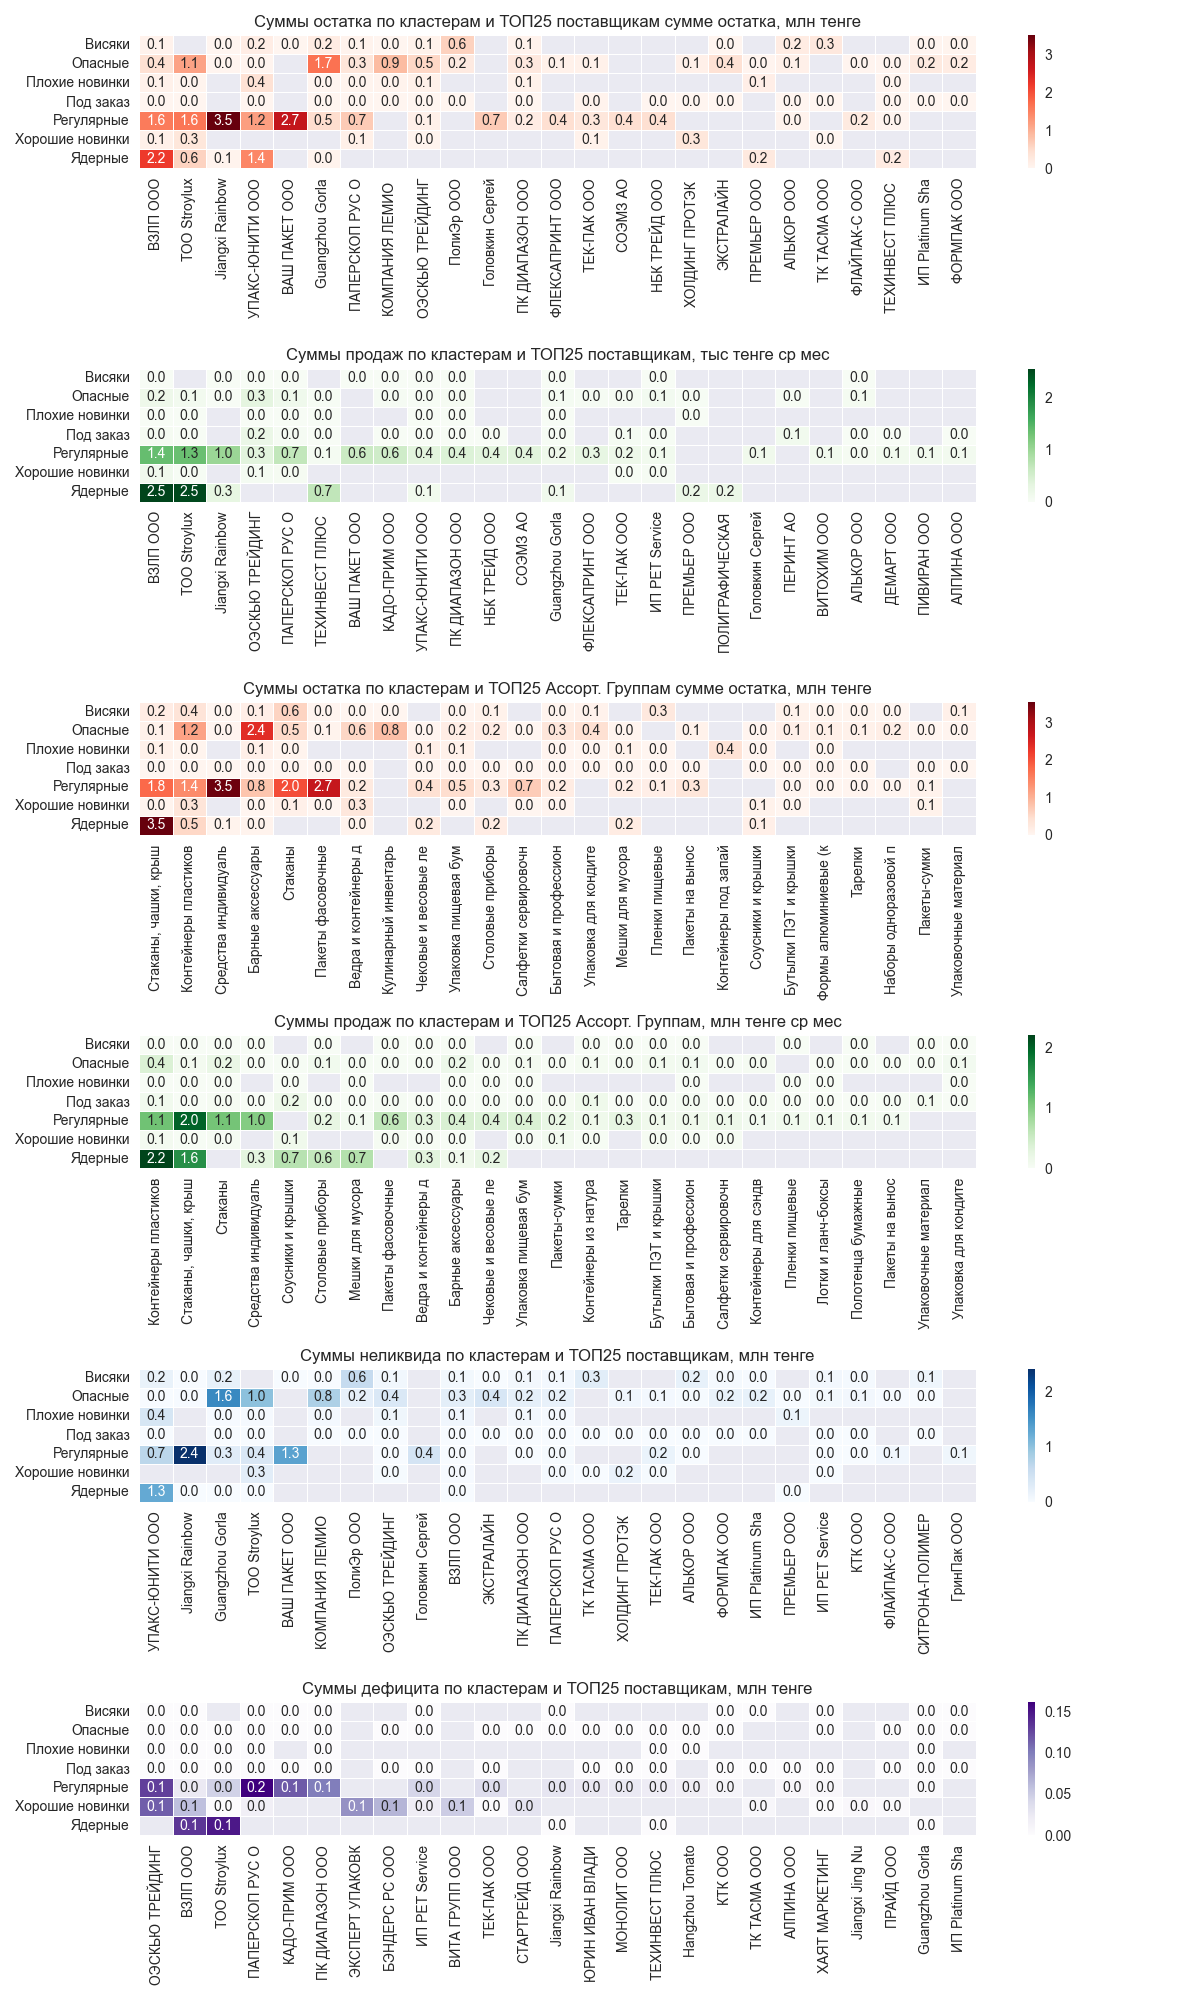 Суммы остатка по кластерам и ТОП25 поставщикам сумме остатка, млн тенге
Висяки 0.1 0.0 0.2 0.0 0.2 0.1 0.0 0.1 0.6 0.1 0.0 0.2 0.3 0.0 0.0
Опасные 0.4 1.1 0.0 0.0 1.7 0.3 0.9 0.5 0.2 0.3 0.1 0.1 0.1 0.4 0.0 0.1 0.0 0.0 0.2 0.2
Плохие новинки 0.1 0.0 0.4 0.0 0.0 0.0 0.1 0.1 0.1 0.0
Под заказ 0.0 0.0 0.0 0.0 0.0 0.0 0.0 0.0 0.0 0.0 0.0 0.0 0.0 0.0 0.0 0.0 0.0 0.0 0.0
Регулярные 1.6 1.6 3.5 1.2 2.7 0.5 0.7 0.1 0.7 0.2 0.4 0.3 0.4 0.4 0.0 0.2 0.0
Хорошие новинки 0.1 0.3 0.1 0.0 0.1 0.3 0.0
Ядерные 2.2 0.6 0.1 1.4 0.0 0.2 0.2
3
2
1
0
ВЗЛП ООО
ТОО Stroylux
Jiangxi Rainbow
УПАКС-ЮНИТИ ООО
ВАШ ПАКЕТ ООО
Guangzhou Gorla
ПАПЕРСКОП РУС О
КОМПАНИЯ ЛЕМИО
ОЭСКЬЮ ТРЕЙДИНГ
ПолиЭр ООО
Головкин Сергей
ПК ДИАПАЗОН ООО
ФЛЕКСАПРИНТ ООО
ТЕК-ПАК ООО
СОЭМЗ АО
НБК ТРЕЙД ООО
ХОЛДИНГ ПРОТЭК
ЭКСТРАЛАЙН
ПРЕМЬЕР ООО
АЛЬКОР ООО
ТК ТАСМА ООО
ФЛАЙПАК-С ООО
ТЕХИНВЕСТ ПЛЮС
ИП Platinum Sha
ФОРМПАК ООО
Суммы продаж по кластерам и ТОП25 поставщикам, тыс тенге ср мес
Висяки 0.0 0.0 0.0 0.0 0.0 0.0 0.0 0.0 0.0 0.0 0.0
Опасные 0.2 0.1 0.0 0.3 0.1 0.0 0.0 0.0 0.0 0.1 0.0 0.0 0.1 0.0 0.0 0.1
Плохие новинки 0.0 0.0 0.0 0.0 0.0 0.0 0.0 0.0 0.0
Под заказ 0.0 0.0 0.2 0.0 0.0 0.0 0.0 0.0 0.0 0.0 0.1 0.0 0.1 0.0 0.0 0.0
Регулярные 1.4 1.3 1.0 0.3 0.7 0.1 0.6 0.6 0.4 0.4 0.4 0.4 0.2 0.3 0.2 0.1 0.1 0.1 0.0 0.1 0.1 0.1
Хорошие новинки 0.1 0.0 0.1 0.0 0.0 0.0
Ядерные 2.5 2.5 0.3 0.7 0.1 0.1 0.2 0.2
2
1
0
ВЗЛП ООО
ТОО Stroylux
Jiangxi Rainbow
ОЭСКЬЮ ТРЕЙДИНГ
ПАПЕРСКОП РУС О
ТЕХИНВЕСТ ПЛЮС
ВАШ ПАКЕТ ООО
КАДО-ПРИМ ООО
УПАКС-ЮНИТИ ООО
ПК ДИАПАЗОН ООО
НБК ТРЕЙД ООО
СОЭМЗ АО
Guangzhou Gorla
ФЛЕКСАПРИНТ ООО
ТЕК-ПАК ООО
ИП PET Service
ПРЕМЬЕР ООО
ПОЛИГРАФИЧЕСКАЯ
Головкин Сергей
ПЕРИНТ АО
ВИТОХИМ ООО
АЛЬКОР ООО
ДЕМАРТ ООО
ПИВИРАН ООО
АЛПИНА ООО
Суммы остатка по кластерам и ТОП25 Ассорт. Группам сумме остатка, млн тенге
Висяки 0.2 0.4 0.0 0.1 0.6 0.0 0.0 0.0 0.0 0.1 0.0 0.1 0.3 0.1 0.0 0.0 0.0 0.1
Опасные 0.1 1.2 0.0 2.4 0.5 0.1 0.6 0.8 0.0 0.2 0.2 0.0 0.3 0.4 0.0 0.1 0.0 0.1 0.1 0.1 0.2 0.0 0.0
Плохие новинки 0.1 0.0 0.1 0.0 0.1 0.1 0.0 0.0 0.1 0.0 0.4 0.0 0.0
Под заказ 0.0 0.0 0.0 0.0 0.0 0.0 0.0 0.0 0.0 0.0 0.0 0.0 0.0 0.0 0.0 0.0 0.0 0.0 0.0 0.0 0.0 0.0
Регулярные 1.8 1.4 3.5 0.8 2.0 2.7 0.2 0.4 0.5 0.3 0.7 0.2 0.2 0.1 0.3 0.0 0.0 0.0 0.0 0.1
Хорошие новинки 0.0 0.3 0.0 0.1 0.0 0.3 0.0 0.0 0.0 0.1 0.0 0.1
Ядерные 3.5 0.5 0.1 0.0 0.0 0.2 0.2 0.2 0.1
3
2
1
0
Стаканы, чашки, крыш
Контейнеры пластиков
Средства индивидуаль
Барные аксессуары
Стаканы
Пакеты фасовочные
Ведра и контейнеры д
Кулинарный инвентарь
Чековые и весовые ле
Упаковка пищевая бум
Столовые приборы
Салфетки сервировочн
Бытовая и профессион
Упаковка для кондите
Мешки для мусора
Пленки пищевые
Пакеты на вынос
Контейнеры под запай
Соусники и крышки
Бутылки ПЭТ и крышки
Формы алюминиевые (к
Тарелки
Наборы одноразовой п
Пакеты-сумки
Упаковочные материал
Суммы продаж по кластерам и ТОП25 Ассорт. Группам, млн тенге ср мес
Висяки 0.0 0.0 0.0 0.0 0.0 0.0 0.0 0.0 0.0 0.0 0.0 0.0 0.0 0.0 0.0 0.0 0.0 0.0
Опасные 0.4 0.1 0.2 0.0 0.0 0.1 0.0 0.0 0.0 0.2 0.0 0.1 0.0 0.1 0.0 0.1 0.1 0.0 0.0 0.0 0.0 0.0 0.0 0.1
Плохие новинки 0.0 0.0 0.0 0.0 0.0 0.0 0.0 0.0 0.0 0.0 0.0 0.0
Под заказ 0.1 0.0 0.0 0.0 0.2 0.0 0.0 0.0 0.0 0.0 0.0 0.0 0.0 0.1 0.0 0.0 0.0 0.0 0.0 0.0 0.0 0.0 0.0 0.1 0.0
Регулярные 1.1 2.0 1.1 1.0 0.2 0.1 0.6 0.3 0.4 0.4 0.4 0.2 0.1 0.3 0.1 0.1 0.1 0.1 0.1 0.1 0.1 0.1
Хорошие новинки 0.1 0.0 0.0 0.1 0.0 0.0 0.0 0.0 0.1 0.0 0.0 0.0 0.0
Ядерные 2.2 1.6 0.3 0.7 0.6 0.7 0.3 0.1 0.2
2
1
0
Контейнеры пластиков
Стаканы, чашки, крыш
Стаканы
Средства индивидуаль
Соусники и крышки
Столовые приборы
Мешки для мусора
Пакеты фасовочные
Ведра и контейнеры д
Барные аксессуары
Чековые и весовые ле
Упаковка пищевая бум
Пакеты-сумки
Контейнеры из натура
Тарелки
Бутылки ПЭТ и крышки
Бытовая и профессион
Салфетки сервировочн
Контейнеры для сэндв
Пленки пищевые
Лотки и ланч-боксы
Полотенца бумажные
Пакеты на вынос
Упаковочные материал
Упаковка для кондите
Суммы неликвида по кластерам и ТОП25 поставщикам, млн тенге
Висяки 0.2 0.0 0.2 0.0 0.0 0.6 0.1 0.1 0.0 0.1 0.1 0.3 0.2 0.0 0.0 0.1 0.0 0.1
Опасные 0.0 0.0 1.6 1.0 0.8 0.2 0.4 0.3 0.4 0.2 0.2 0.1 0.1 0.0 0.2 0.2 0.0 0.1 0.1 0.0 0.0
Плохие новинки 0.4 0.0 0.0 0.0 0.1 0.1 0.1 0.0 0.1
Под заказ 0.0 0.0 0.0 0.0 0.0 0.0 0.0 0.0 0.0 0.0 0.0 0.0 0.0 0.0 0.0 0.0 0.0 0.0 0.0
Регулярные 0.7 2.4 0.3 0.4 1.3 0.0 0.4 0.0 0.0 0.0 0.2 0.0 0.0 0.0 0.1 0.1
Хорошие новинки 0.3 0.0 0.0 0.0 0.0 0.2 0.0 0.0
Ядерные 1.3 0.0 0.0 0.0 0.0 0.0
2
1
0
УПАКС-ЮНИТИ ООО
Jiangxi Rainbow
Guangzhou Gorla
ТОО Stroylux
ВАШ ПАКЕТ ООО
КОМПАНИЯ ЛЕМИО
ПолиЭр ООО
ОЭСКЬЮ ТРЕЙДИНГ
Головкин Сергей
ВЗЛП ООО
ЭКСТРАЛАЙН
ПК ДИАПАЗОН ООО
ПАПЕРСКОП РУС О
ТК ТАСМА ООО
ХОЛДИНГ ПРОТЭК
ТЕК-ПАК ООО
АЛЬКОР ООО
ФОРМПАК ООО
ИП Platinum Sha
ПРЕМЬЕР ООО
ИП PET Service
КТК ООО
ФЛАЙПАК-С ООО
СИТРОНА-ПОЛИМЕР
ГринПак ООО
Суммы дефицита по кластерам и ТОП25 поставщикам, млн тенге
Висяки 0.0 0.0 0.0 0.0 0.0 0.0 0.0 0.0 0.0 0.0 0.0 0.0 0.0
Опасные 0.0 0.0 0.0 0.0 0.0 0.0 0.0 0.0 0.0 0.0 0.0 0.0 0.0 0.0 0.0 0.0 0.0 0.0 0.0 0.0
Плохие новинки 0.0 0.0 0.0 0.0 0.0 0.0 0.0 0.0
Под заказ 0.0 0.0 0.0 0.0 0.0 0.0 0.0 0.0 0.0 0.0 0.0 0.0 0.0 0.0 0.0 0.0 0.0 0.0 0.0 0.0
Регулярные 0.1 0.0 0.0 0.2 0.1 0.1 0.0 0.0 0.0 0.0 0.0 0.0 0.0 0.0 0.0 0.0 0.0
Хорошие новинки 0.1 0.1 0.0 0.0 0.1 0.1 0.0 0.1 0.0 0.0 0.0 0.0 0.0 0.0
Ядерные 0.1 0.1 0.0 0.0 0.0
0.15
0.10
0.05
0.00
ОЭСКЬЮ ТРЕЙДИНГ
ВЗЛП ООО
ТОО Stroylux
ПАПЕРСКОП РУС О
КАДО-ПРИМ ООО
ПК ДИАПАЗОН ООО
ЭКСПЕРТ УПАКОВК
БЭНДЕРС РС ООО
ИП PET Service
ВИТА ГРУПП ООО
ТЕК-ПАК ООО
СТАРТРЕЙД ООО
Jiangxi Rainbow
ЮРИН ИВАН ВЛАДИ
МОНОЛИТ ООО
ТЕХИНВЕСТ ПЛЮС
Hangzhou Tomato
КТК ООО
ТК ТАСМА ООО
АЛПИНА ООО
ХАЯТ МАРКЕТИНГ
Jiangxi Jing Nu
ПРАЙД ООО
Guangzhou Gorla
ИП Platinum Sha